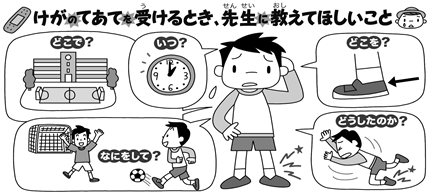 けがのてあてを受けるとき、先生に教えてほしいこと
どこで？
いつ？
どこを？
なにをして？
どうしたのか？